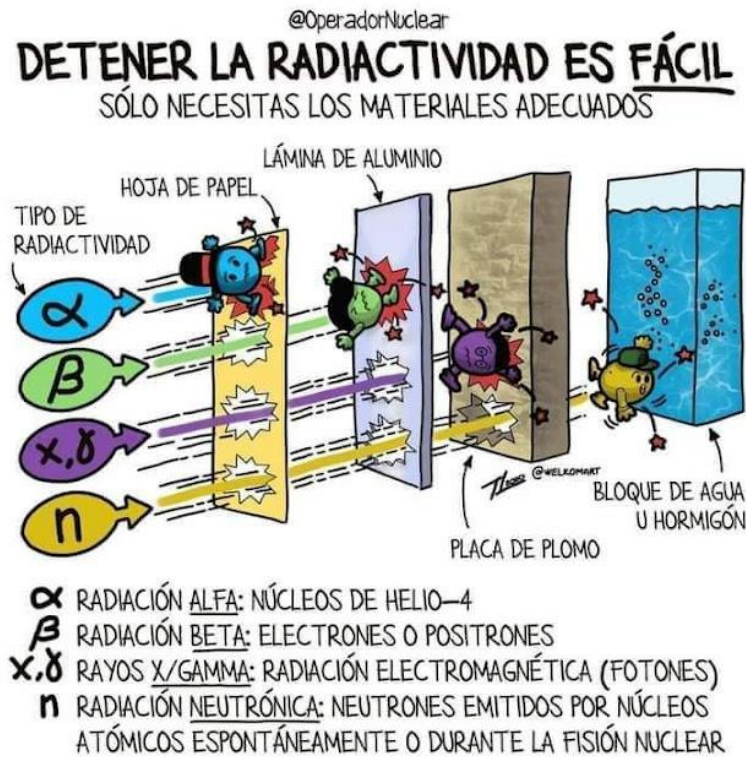 @OperadorNuclear
DETENER LA RADIACTIVIDAD ES FÁCIL
SÓLO NECESITAS LOS MATERIALES ADECUADOS
LÁMINA DE ALUMINIO
HOJA DE PAPEL
TIPO DE
RADIACTIVIDAD
α
β
x,γ
n
@WELKOMART
BLOQUE DE AGUA
U HORMIGÓN
PLACA DE PLOMO
α RADIACIÓN ALFA: NÚCLEOS DE HELIO-4
β RADIACIÓN BETA: ELECTRONES O POSITRONES
x,γ RAYOS X/GAMMA: RADIACIÓN ELECTROMAGNÉTICA (FOTONES)
n RADIACIÓN NEUTRÓNICA: NEUTRONES EMITIDOS POR NÚCLEOS
ATÓMICOS ESPONTÁNEAMENTE O DURANTE LA FISIÓN NUCLEAR